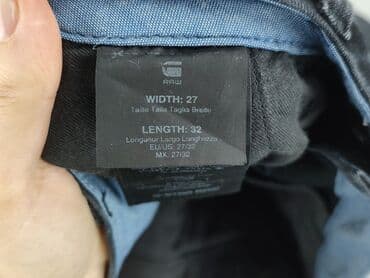 RAW
WIDTH: 27
Taille Talla Taglia Breite
LENGTH: 32
Longueur Largo Lunghezza
EU/US: 27/32
MX: 27/32